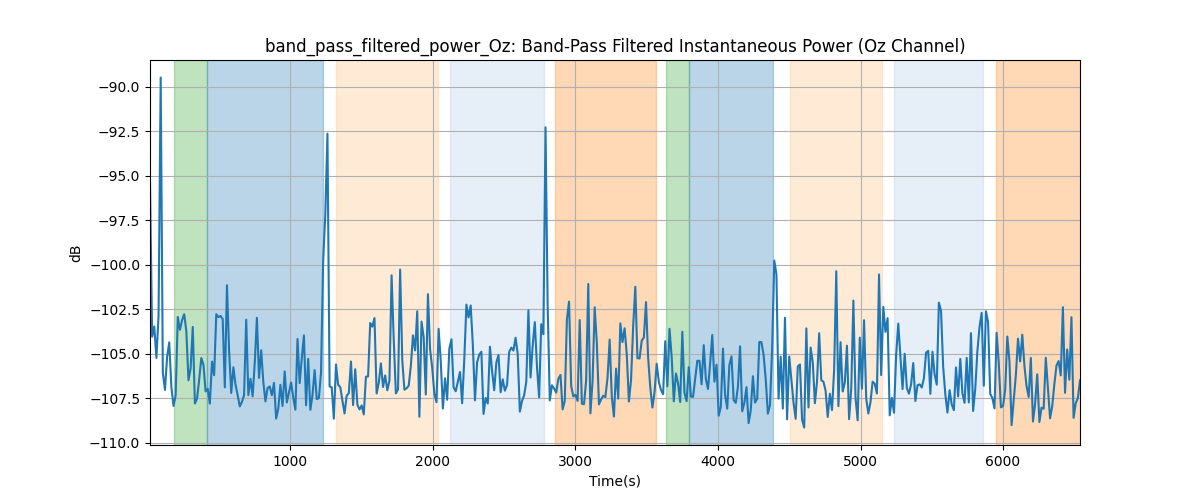 band_pass_filtered_power_Oz: Band-Pass Filtered Instantaneous Power (Oz Channel)
−90.0
−92.5
−95.0
−97.5
−100.0
−102.5
−105.0
−107.5
−110.0
dB
1000 2000 3000 4000 5000 6000
Time(s)